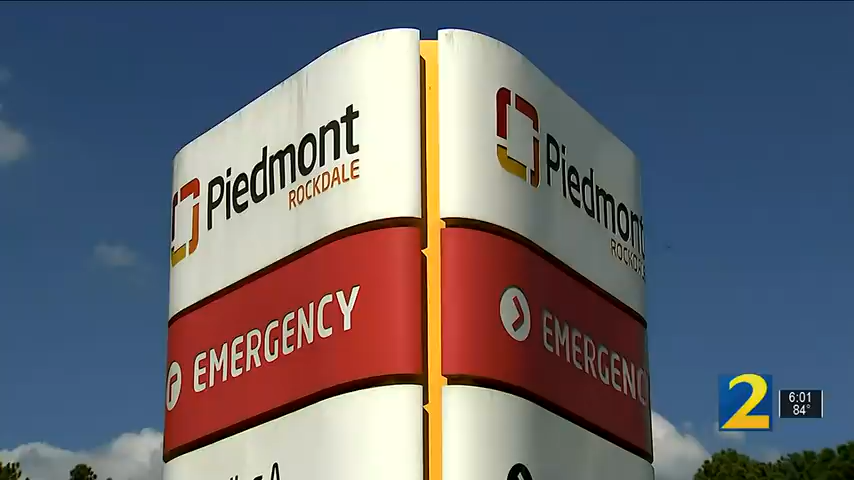 Piedmont
ROCKDALE
EMERGENCY
Piedmont
ROCKDALE
EMERGENC
2
6:01
84°